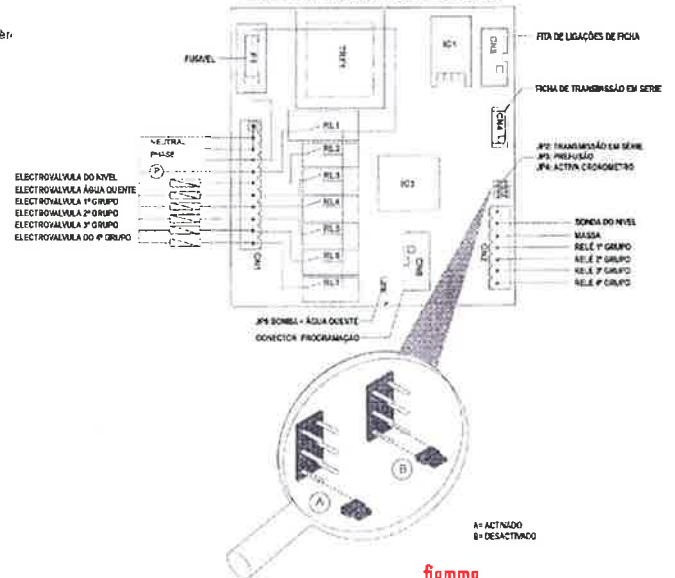 FUSIVEL
JP1
TRF1
IC1
CN3
FITA DE LIGAÇÕES DE FICHA
FICHA DE TRANSMISSÃO EM SÉRIE
CN4
RL1
RL2
RL3
RL4
RL5
RL6
RL7
NEUTRAL
PHASE
P
ELECTROVALVULA DO NIVEL
ELECTROVALVULA ÁGUA QUENTE
ELECTROVALVULA 1º GRUPO
ELECTROVALVULA 2º GRUPO
ELECTROVALVULA 3º GRUPO
ELECTROVALVULA DO 4º GRUPO
CN1
JP2: TRANSMISSÃO EM SÉRIE
JP3: PREFUSÃO
JP4: ACTIVA CRONOMETRO
SONDA DO NIVEL
MASSA
RELÉ 1º GRUPO
RELÉ 2º GRUPO
RELÉ 3º GRUPO
RELÉ 4º GRUPO
CN2
JP5 BOMBA + ÁGUA QUENTE
CONECTOR PROGRAMAÇÃO
A
B
A= ACTIVADO
B= DESACTIVADO
fiamma